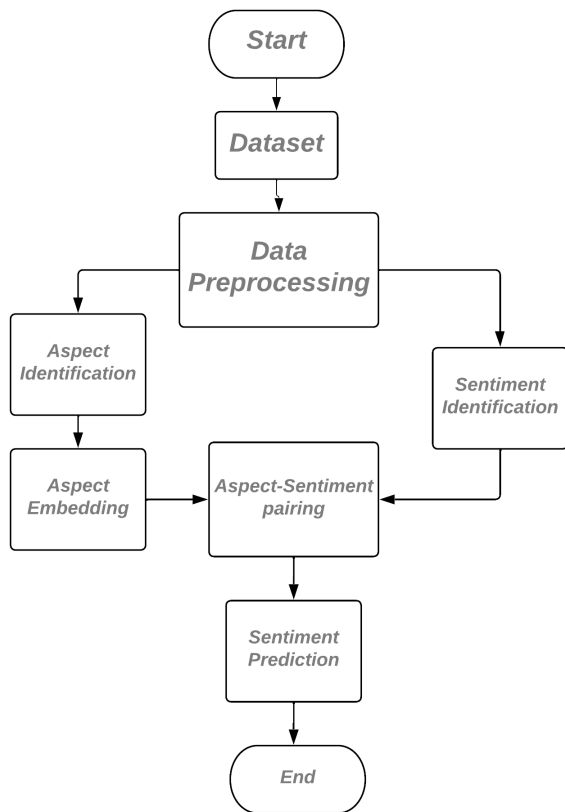 Start
Dataset
Data
Preprocessing
Aspect
Identification
Sentiment
Identification
Aspect
Embedding
Aspect-Sentiment
pairing
Sentiment
Prediction
End